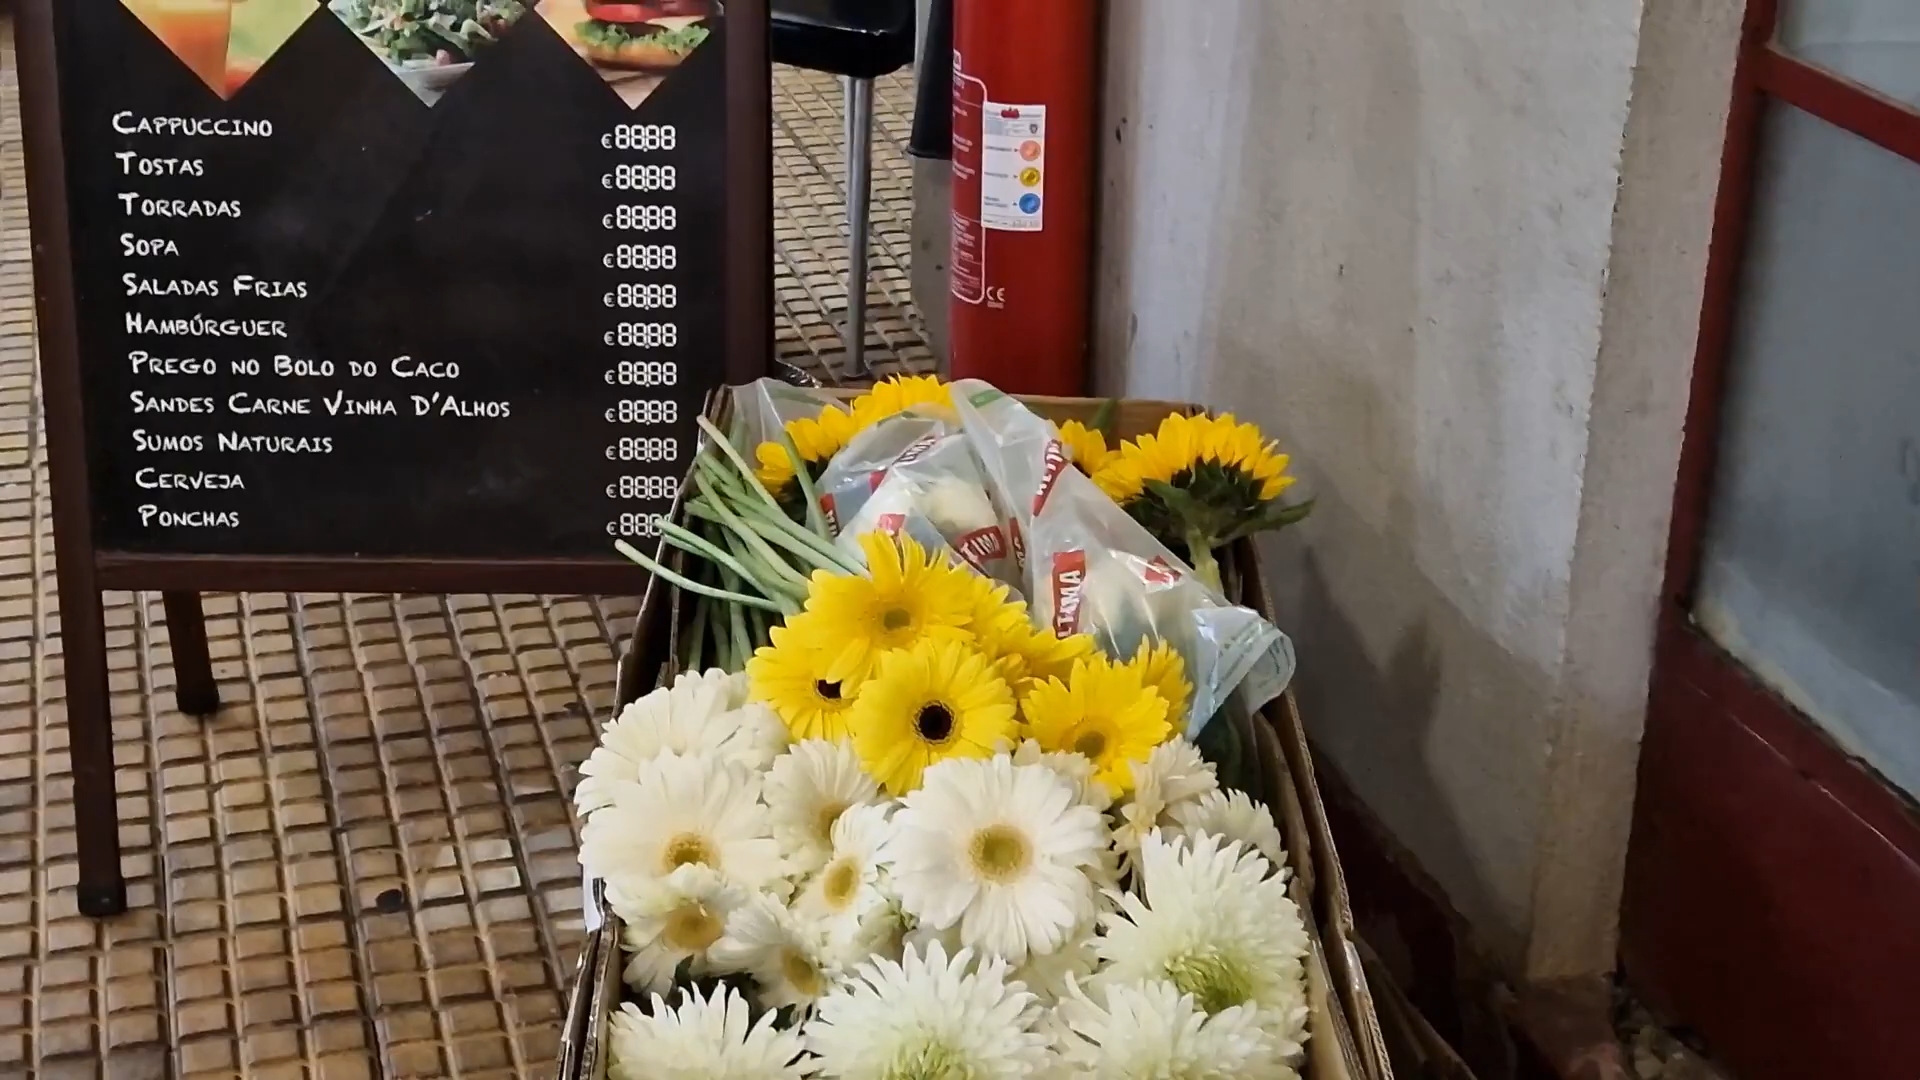 CAPPUCCINO €88,88
TOSTAS €88,88
TORRADAS €88,88
SOPA €88,88
SALADAS FRIAS €88,88
HAMBÚRGUER €88,88
PREGO NO BOLO DO CACO €88,88
SANDES CARNE VINHA D'ALHOS €88,88
SUMOS NATURAIS €88,88
CERVEJA €88,88
PONCHAS
CE